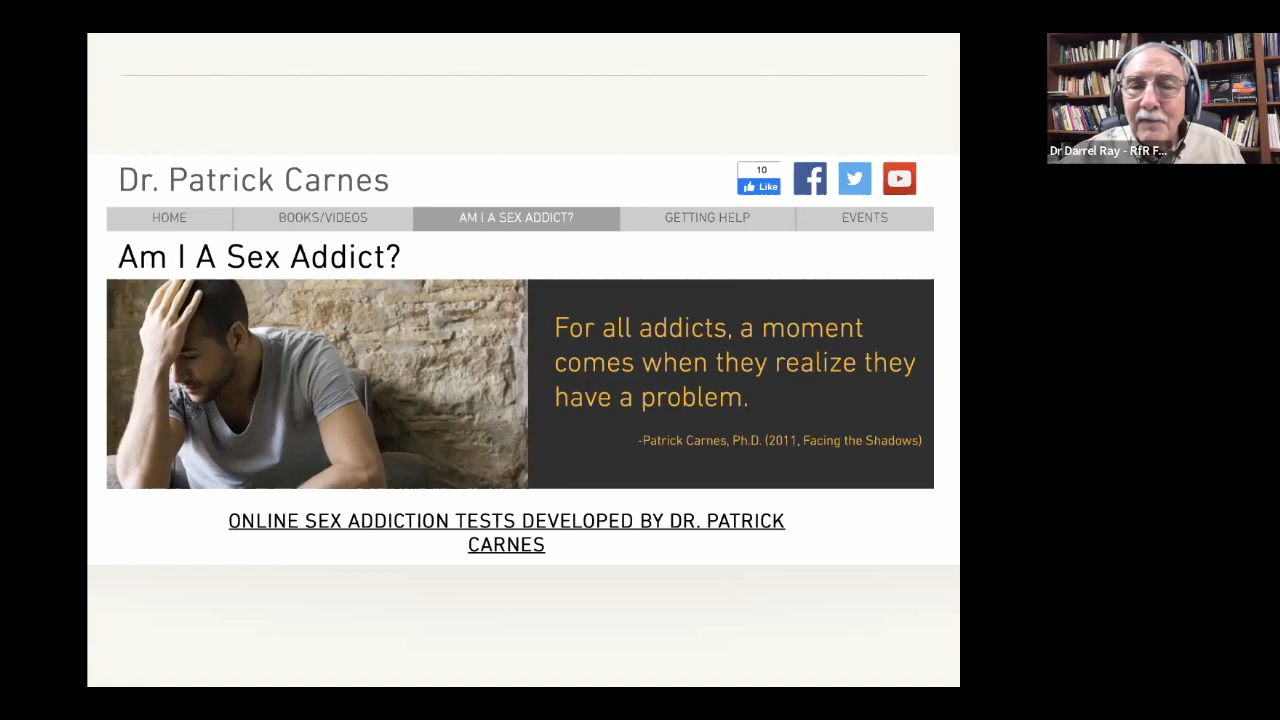 Dr. Patrick Carnes
10
Like
HOME
BOOKS/VIDEOS
AM I A SEX ADDICT?
GETTING HELP
EVENTS
Am I A Sex Addict?
For all addicts, a moment
comes when they realize they
have a problem.
-Patrick Carnes, Ph.D. (2011, Facing the Shadows)
ONLINE SEX ADDICTION TESTS DEVELOPED BY DR. PATRICK
CARNES
Dr Darrel Ray - RfR F...